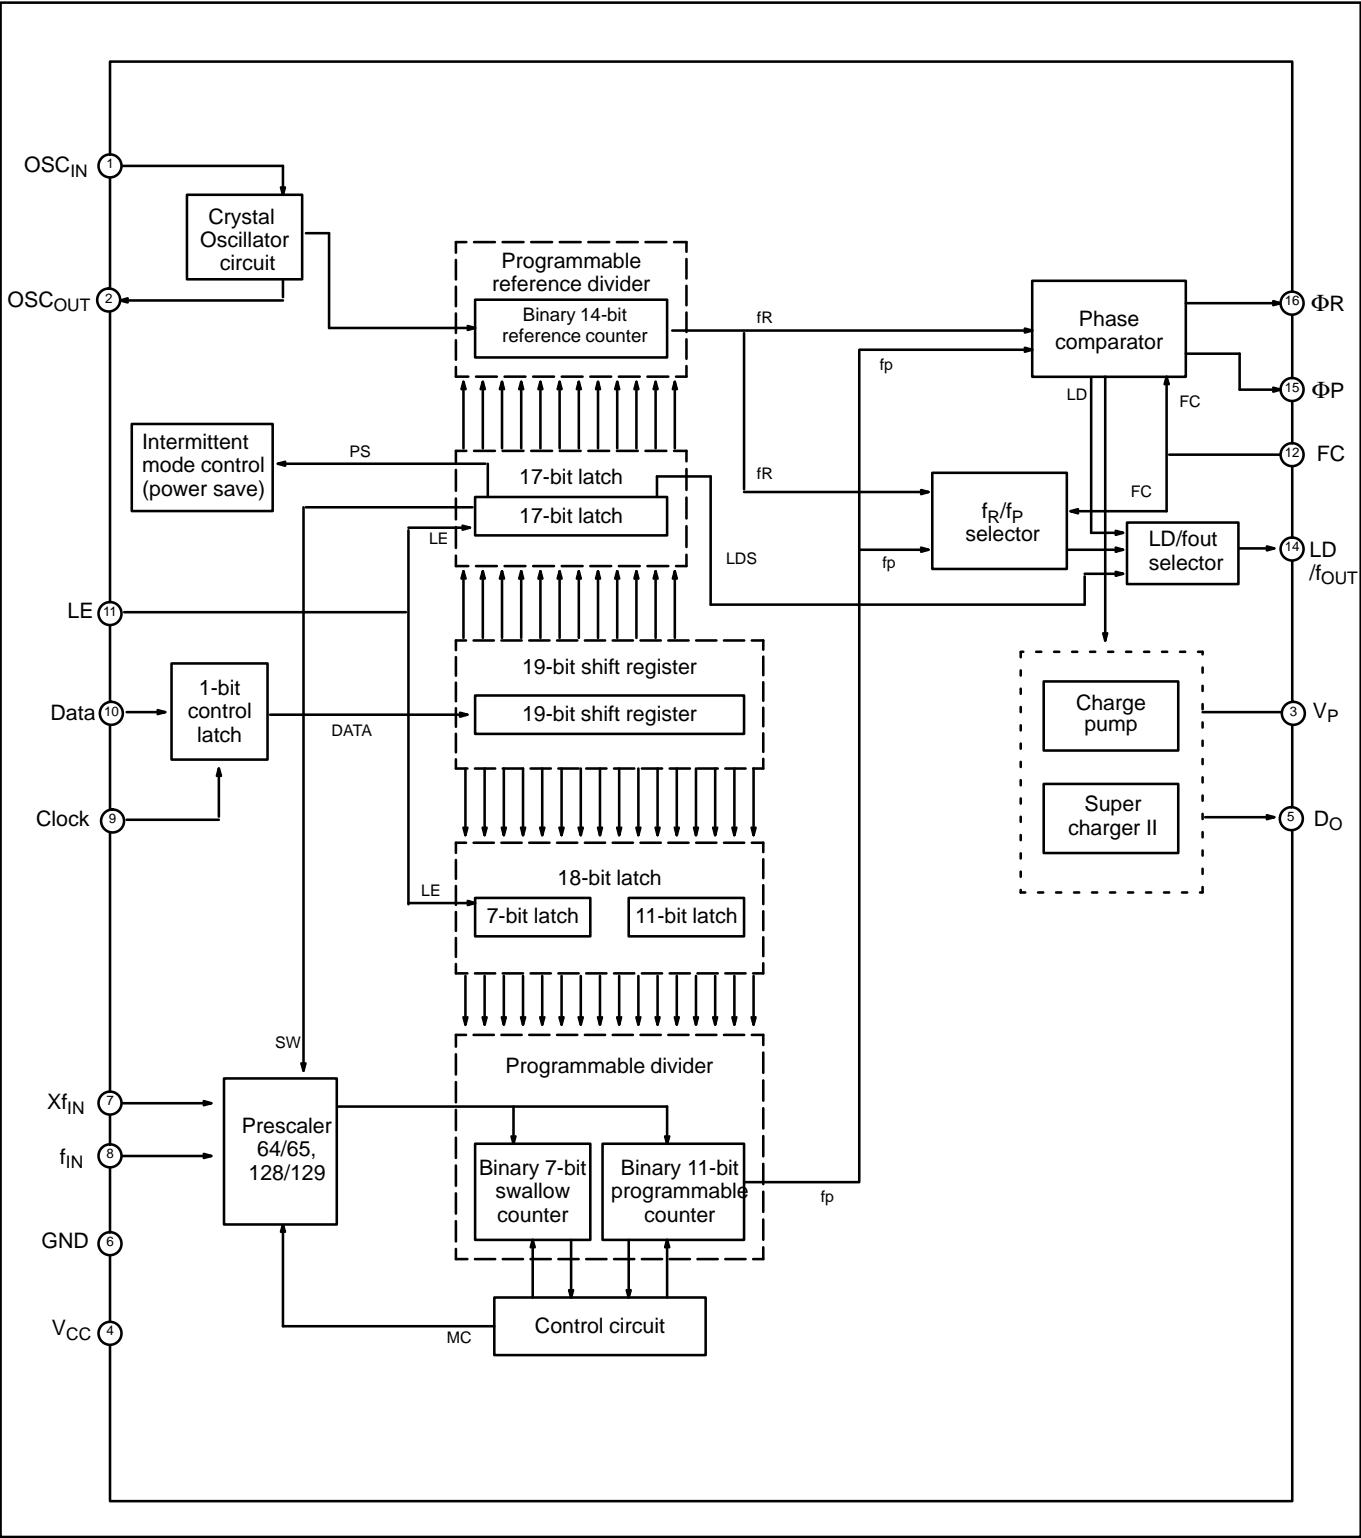 OSCIN
1
Crystal
Oscillator
circuit
OSCOUT
2
Programmable
reference divider
Binary 14-bit
reference counter
fR
fp
Phase
comparator
16
ΦR
15
ΦP
LD
FC
12
FC
Intermittent
mode control
(power save)
PS
17-bit latch
17-bit latch
LE
fR
fp
LDS
fR/fP
selector
FC
LD/fout
selector
14
LD
/fOUT
LE
11
19-bit shift register
19-bit shift register
Data
10
1-bit
control
latch
DATA
Clock
9
Charge
pump
3
VP
Super
charger II
5
DO
18-bit latch
LE
7-bit latch
11-bit latch
SW
Programmable divider
XfIN
7
fIN
8
Prescaler
64/65,
128/129
Binary 7-bit
swallow
counter
Binary 11-bit
programmable
counter
fp
GND
6
VCC
4
MC
Control circuit